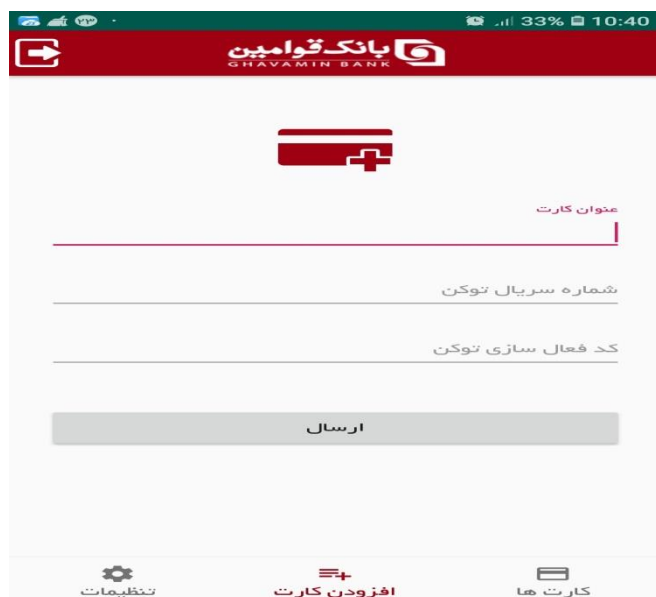 ۲۳ 33% 10:40
بانک قوامین
GHAVAMIN BANK
عنوان کارت
شماره سریال توکن
کد فعال سازی توکن
ارسال
کارت ها
افزودن کارت
تنظیمات